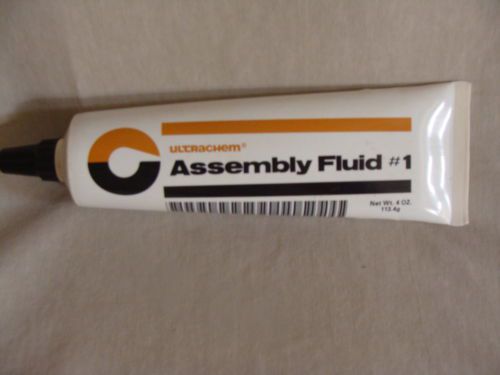 ULTRACHEM®
Assembly Fluid #1
Net Wt. 4 OZ.
113.4g